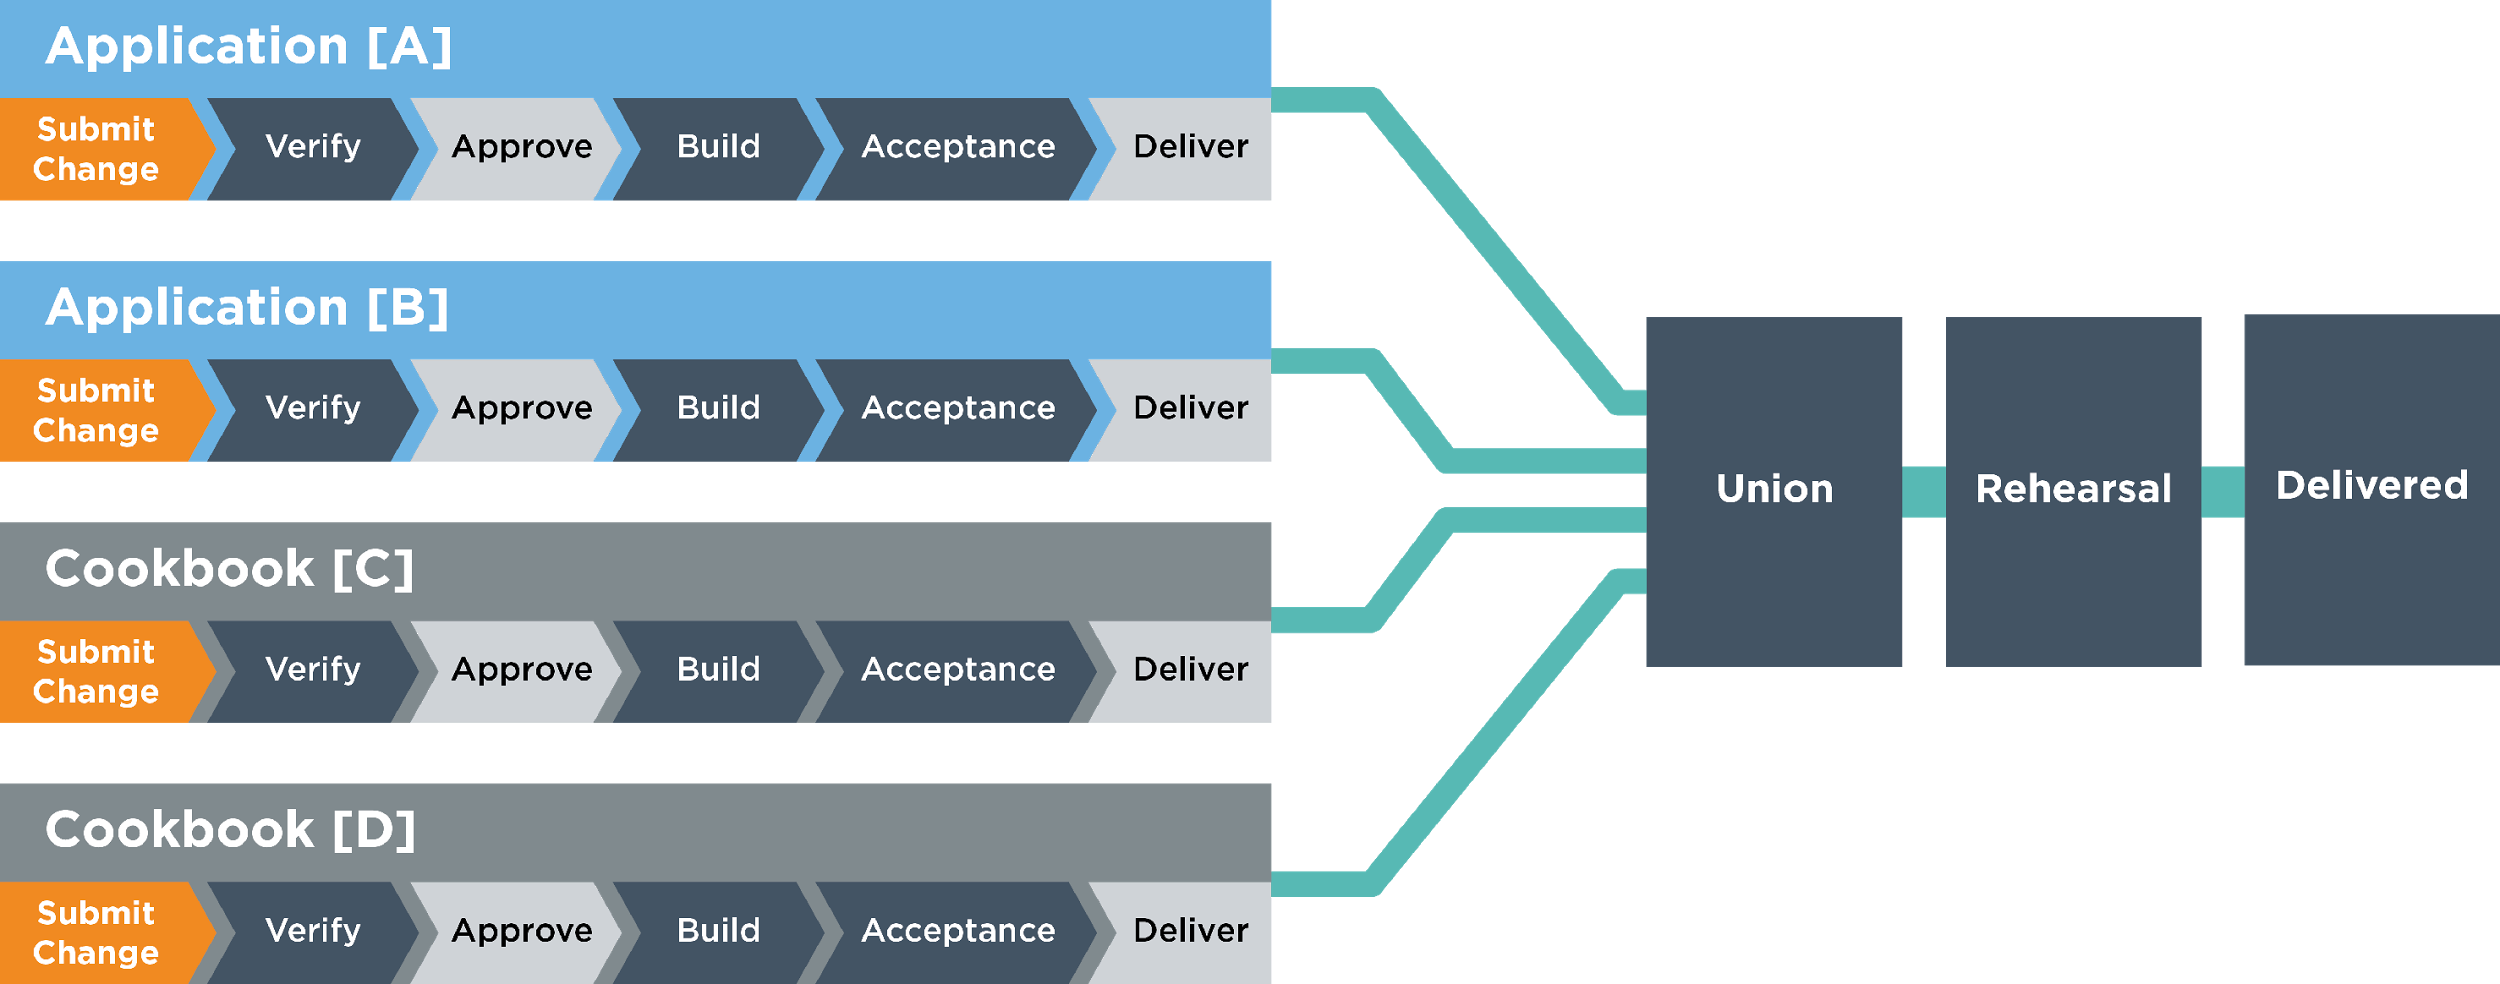 Application [A]
Submit
Change
Verify
Approve
Build
Acceptance
Deliver
Application [B]
Submit
Change
Verify
Approve
Build
Acceptance
Deliver
Cookbook [C]
Submit
Change
Verify
Approve
Build
Acceptance
Deliver
Cookbook [D]
Submit
Change
Verify
Approve
Build
Acceptance
Deliver
Union
Rehearsal
Delivered